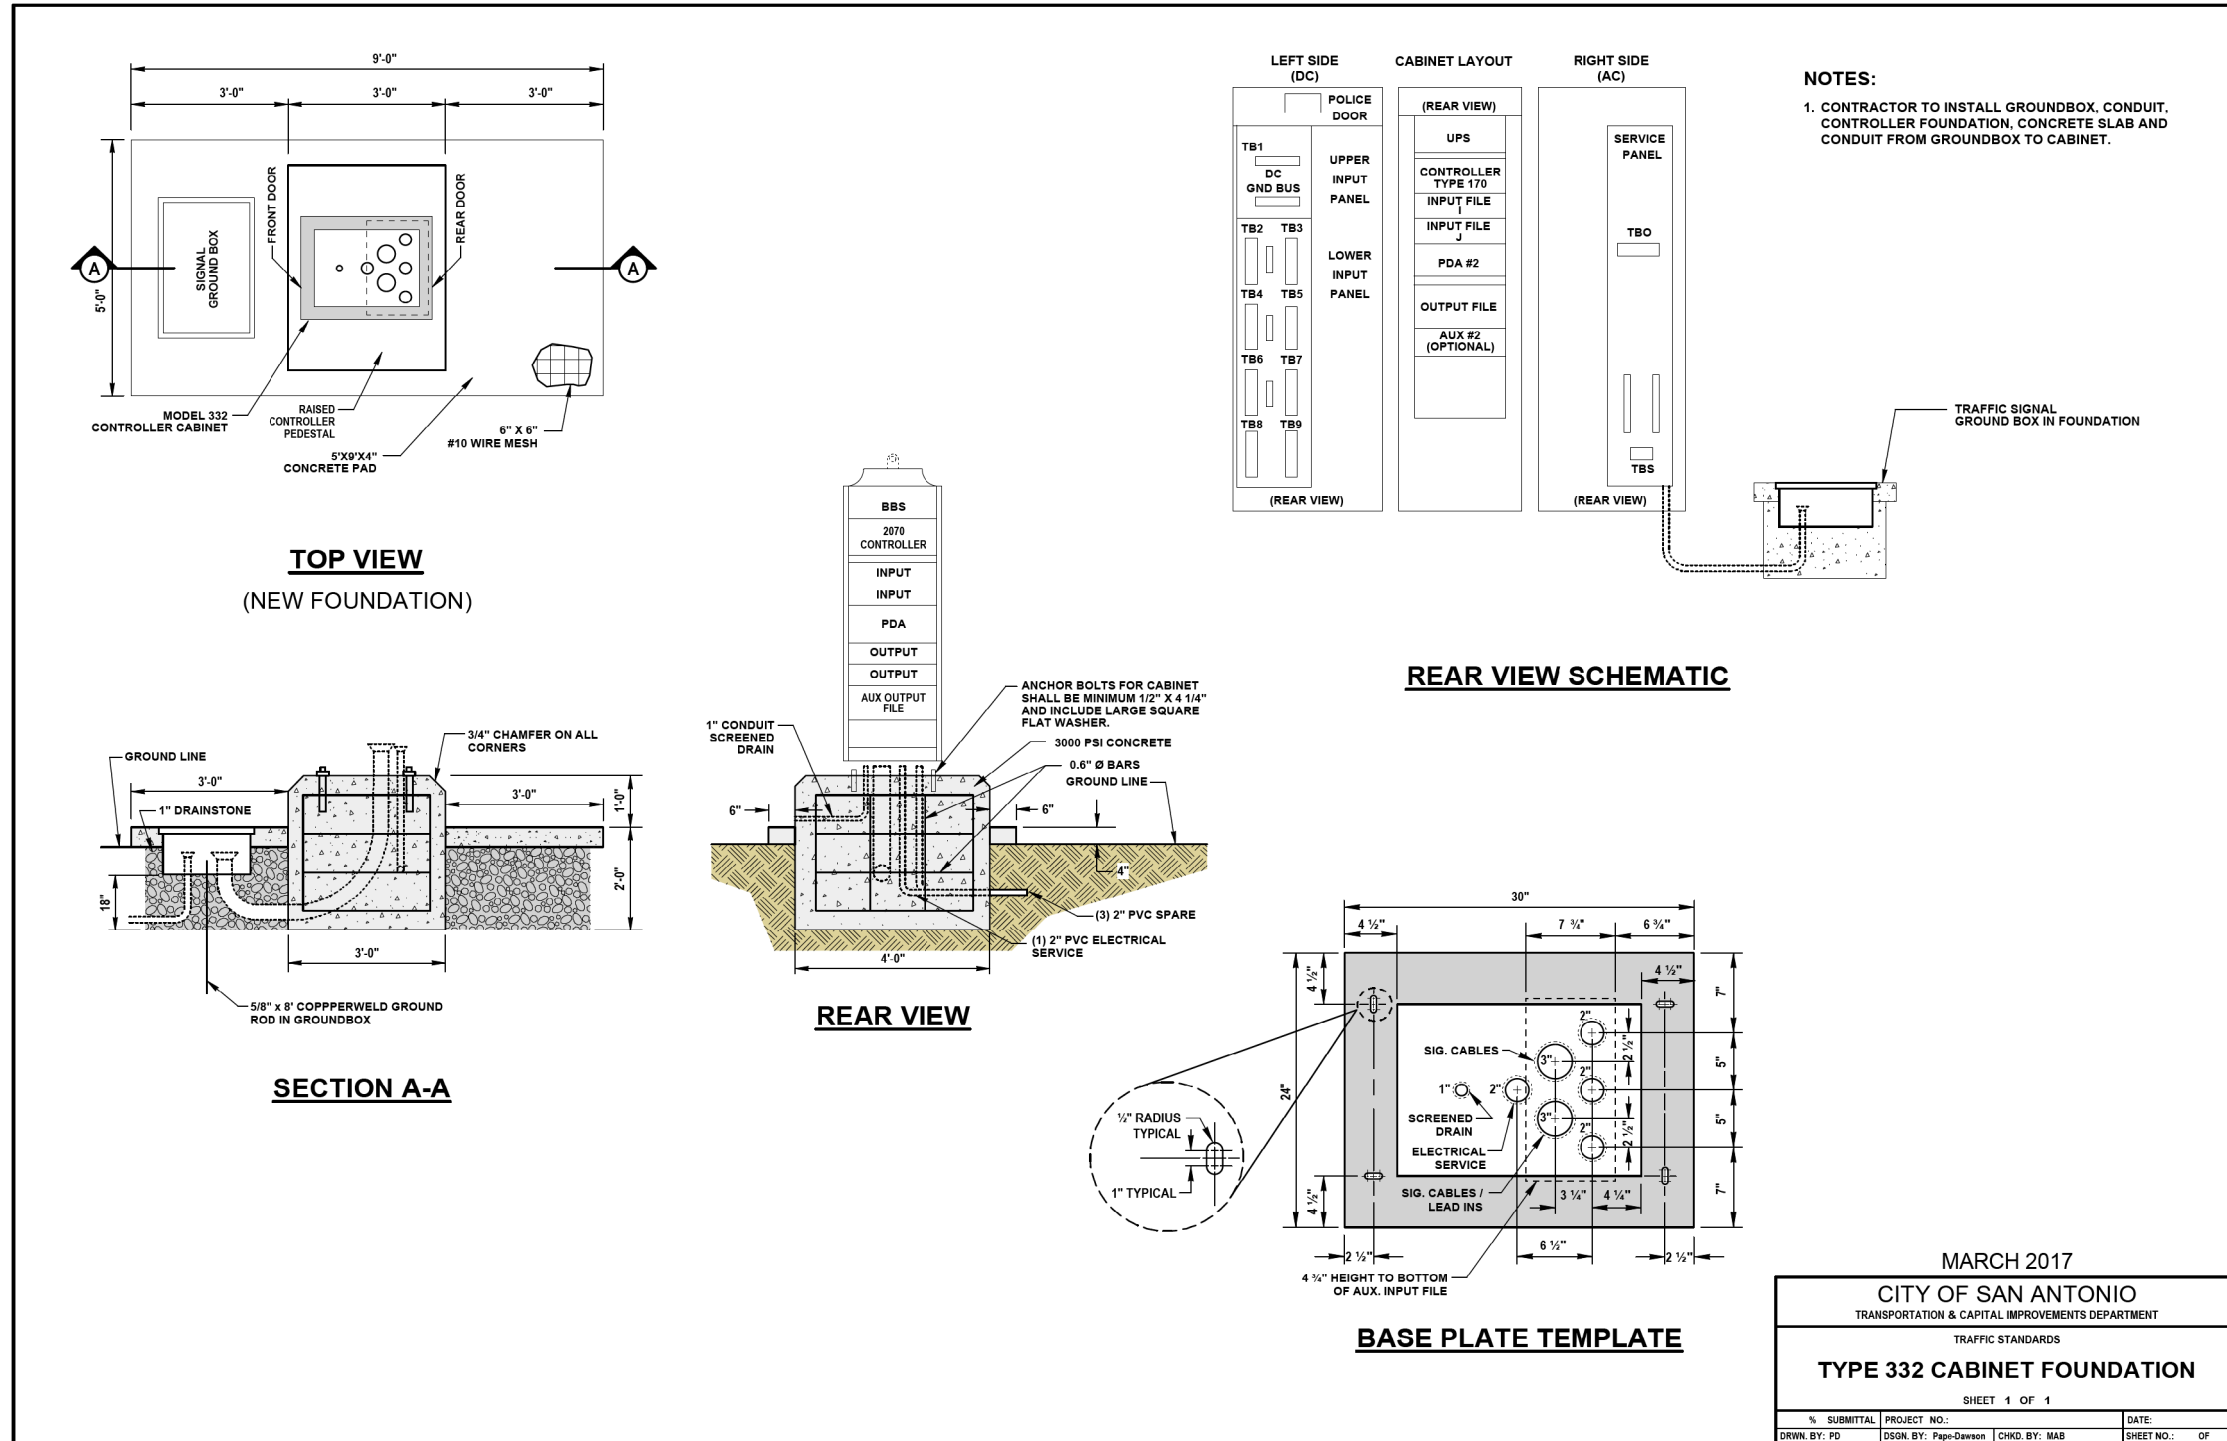 9'-0"
3'-0"
3'-0"
3'-0"
5'-0"
FRONT DOOR
REAR DOOR
SIGNAL
GROUND BOX
A
A
MODEL 332
CONTROLLER CABINET
RAISED
CONTROLLER
PEDESTAL
5'X9'X4"
CONCRETE PAD
6" X 6"
#10 WIRE MESH
TOP VIEW
(NEW FOUNDATION)
LEFT SIDE
(DC)
POLICE
DOOR
TB1
DC
GND BUS
UPPER
INPUT
PANEL
TB2 TB3
LOWER
INPUT
PANEL
TB4 TB5
TB6 TB7
TB8 TB9
(REAR VIEW)
CABINET LAYOUT
(REAR VIEW)
UPS
CONTROLLER
TYPE 170
INPUT FILE
I
INPUT FILE
J
PDA #2
OUTPUT FILE
AUX #2
(OPTIONAL)
RIGHT SIDE
(AC)
SERVICE
PANEL
TBO
TBS
(REAR VIEW)
TRAFFIC SIGNAL
GROUND BOX IN FOUNDATION
REAR VIEW SCHEMATIC
NOTES:
1. CONTRACTOR TO INSTALL GROUNDBOX, CONDUIT,
CONTROLLER FOUNDATION, CONCRETE SLAB AND
CONDUIT FROM GROUNDBOX TO CABINET.
GROUND LINE
3'-0"
1" DRAINSTONE
3/4" CHAMFER ON ALL
CORNERS
3'-0"
1'-0"
2'-0"
18"
3'-0"
5/8" x 8' COPPPERWELD GROUND
ROD IN GROUNDBOX
SECTION A-A
BBS
2070
CONTROLLER
INPUT
INPUT
PDA
OUTPUT
OUTPUT
AUX OUTPUT
FILE
1" CONDUIT
SCREENED
DRAIN
ANCHOR BOLTS FOR CABINET
SHALL BE MINIMUM 1/2" X 4 1/4"
AND INCLUDE LARGE SQUARE
FLAT WASHER.
3000 PSI CONCRETE
0.6" Ø BARS
GROUND LINE
6"
6"
4"
(3) 2" PVC SPARE
(1) 2" PVC ELECTRICAL
SERVICE
4'-0"
REAR VIEW
30"
4 ½"
7 ¾"
6 ¾"
4 ½"
4 ½"
7"
2"
2 ½"
SIG. CABLES
3"
5"
24"
1"
2"
2"
SCREENED
DRAIN
3"
5"
2"
2 ½"
ELECTRICAL
SERVICE
½" RADIUS
TYPICAL
1" TYPICAL
SIG. CABLES /
LEAD INS
3 ¼"
4 ¼"
4 ½"
7"
2 ½"
6 ½"
2 ½"
4 ¾" HEIGHT TO BOTTOM
OF AUX. INPUT FILE
BASE PLATE TEMPLATE
MARCH 2017
CITY OF SAN ANTONIO
TRANSPORTATION & CAPITAL IMPROVEMENTS DEPARTMENT
TRAFFIC STANDARDS
TYPE 332 CABINET FOUNDATION
SHEET 1 OF 1
% SUBMITTAL PROJECT NO.: DATE:
DRWN. BY: PD DSGN. BY: Pape-Dawson CHKD. BY: MAB SHEET NO.: OF